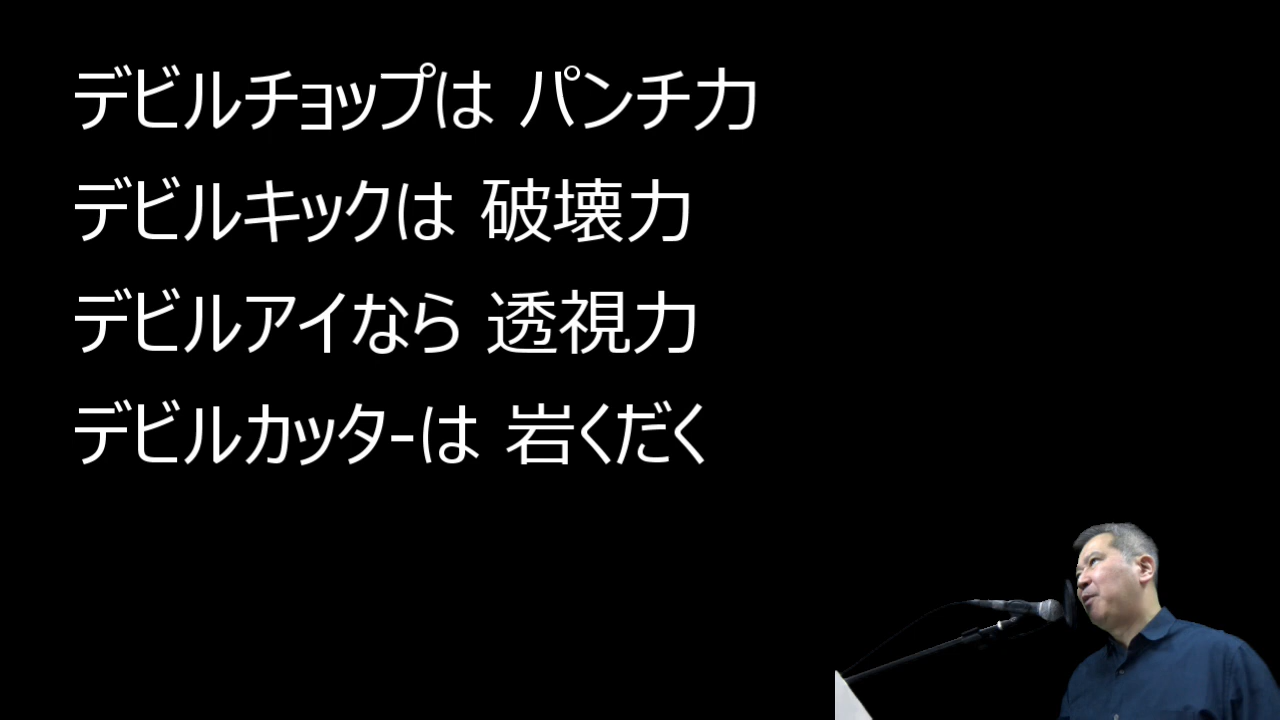 デビルチョップは パンチ力
デビルキックは 破壊力
デビルアイなら 透視力
デビルカッターは 岩くだく